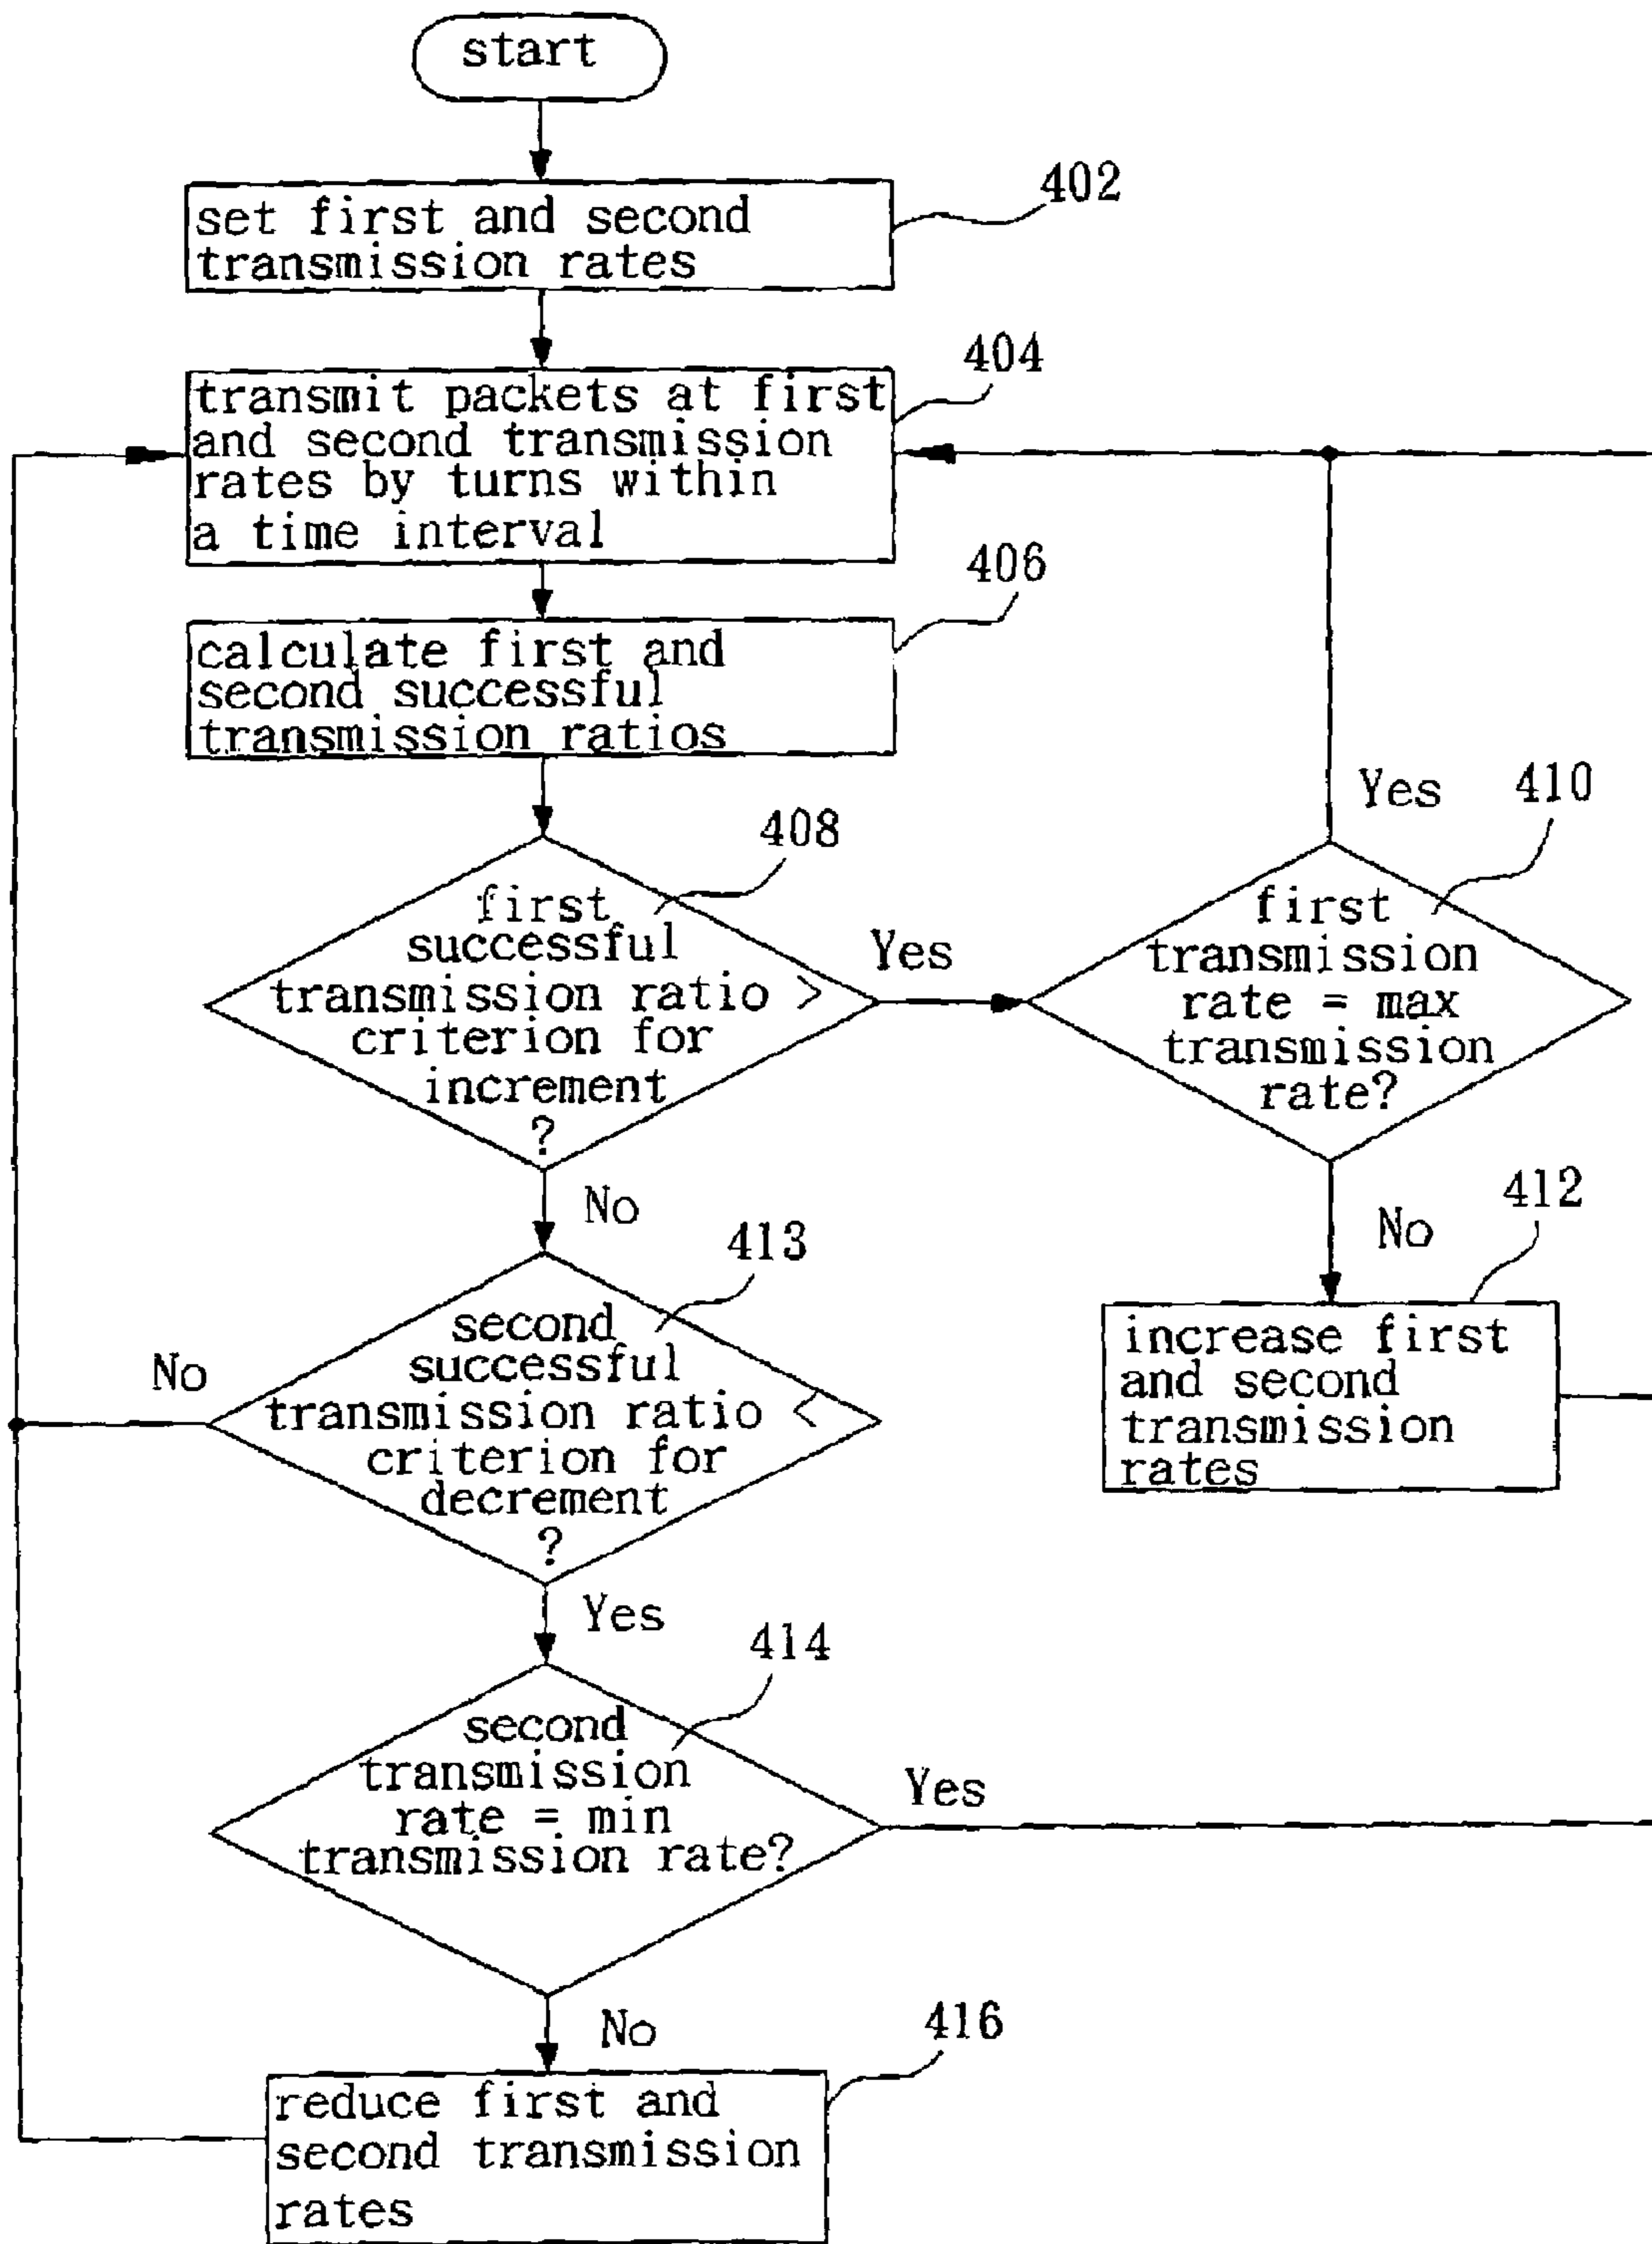 start
402
set first and second
transmission rates
404
transmit packets at first
and second transmission
rates by turns within
a time interval
406
calculate first and
second successful
transmission ratios
408
first
successful
transmission ratio >
criterion for
increment
?
Yes
410
Yes
first
transmission
rate = max
transmission
rate?
No
412
increase first
and second
transmission
rates
No
413
second
successful
transmission ratio <
criterion for
decrement
?
No
Yes
414
second
transmission
rate = min
transmission rate?
Yes
No
416
reduce first and
second transmission
rates